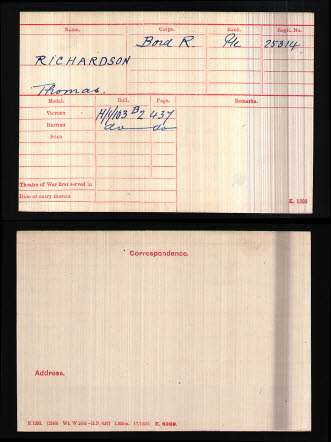 Name. Corps. Rank. Regtl. No.
Bord R. Pte 25314.
RICHARDSON
Thomas.
Medal. Roll. Page. Remarks.
Victory H/1/103 B2 437
British do do
Star
Theatre of War first served in
Date of entry therein
K. 1380
Correspondence.
Address.